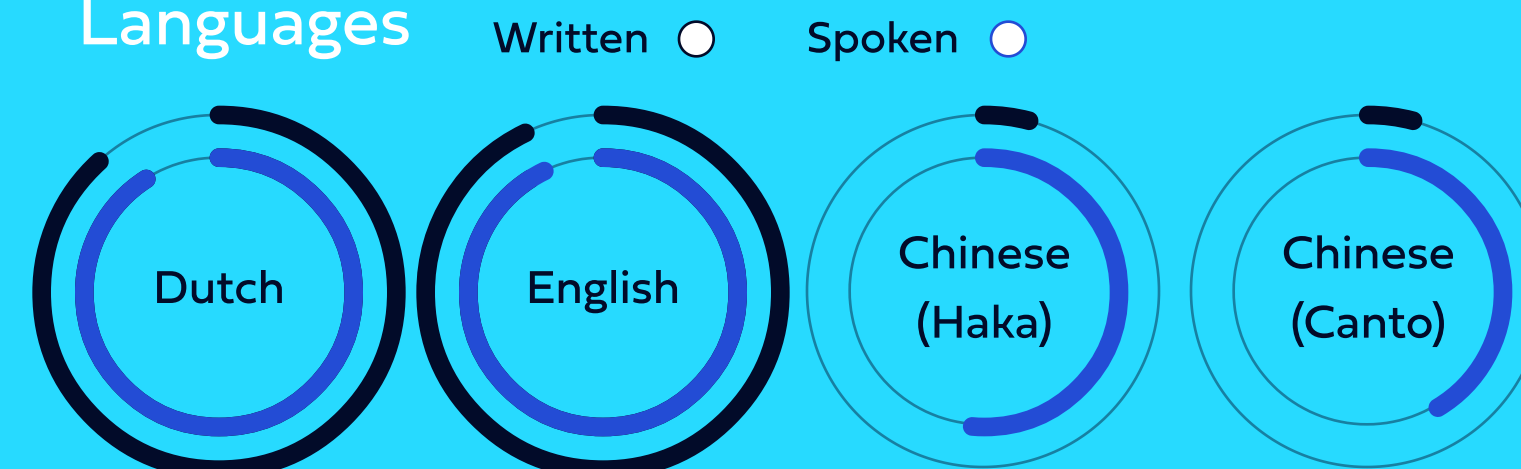 Languages
Written
Spoken
Dutch
English
Chinese
(Haka)
Chinese
(Canto)